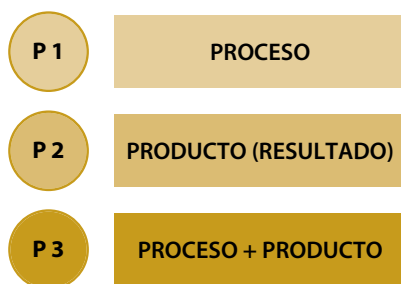 P 1 PROCESO
P 2 PRODUCTO (RESULTADO)
P 3 PROCESO + PRODUCTO